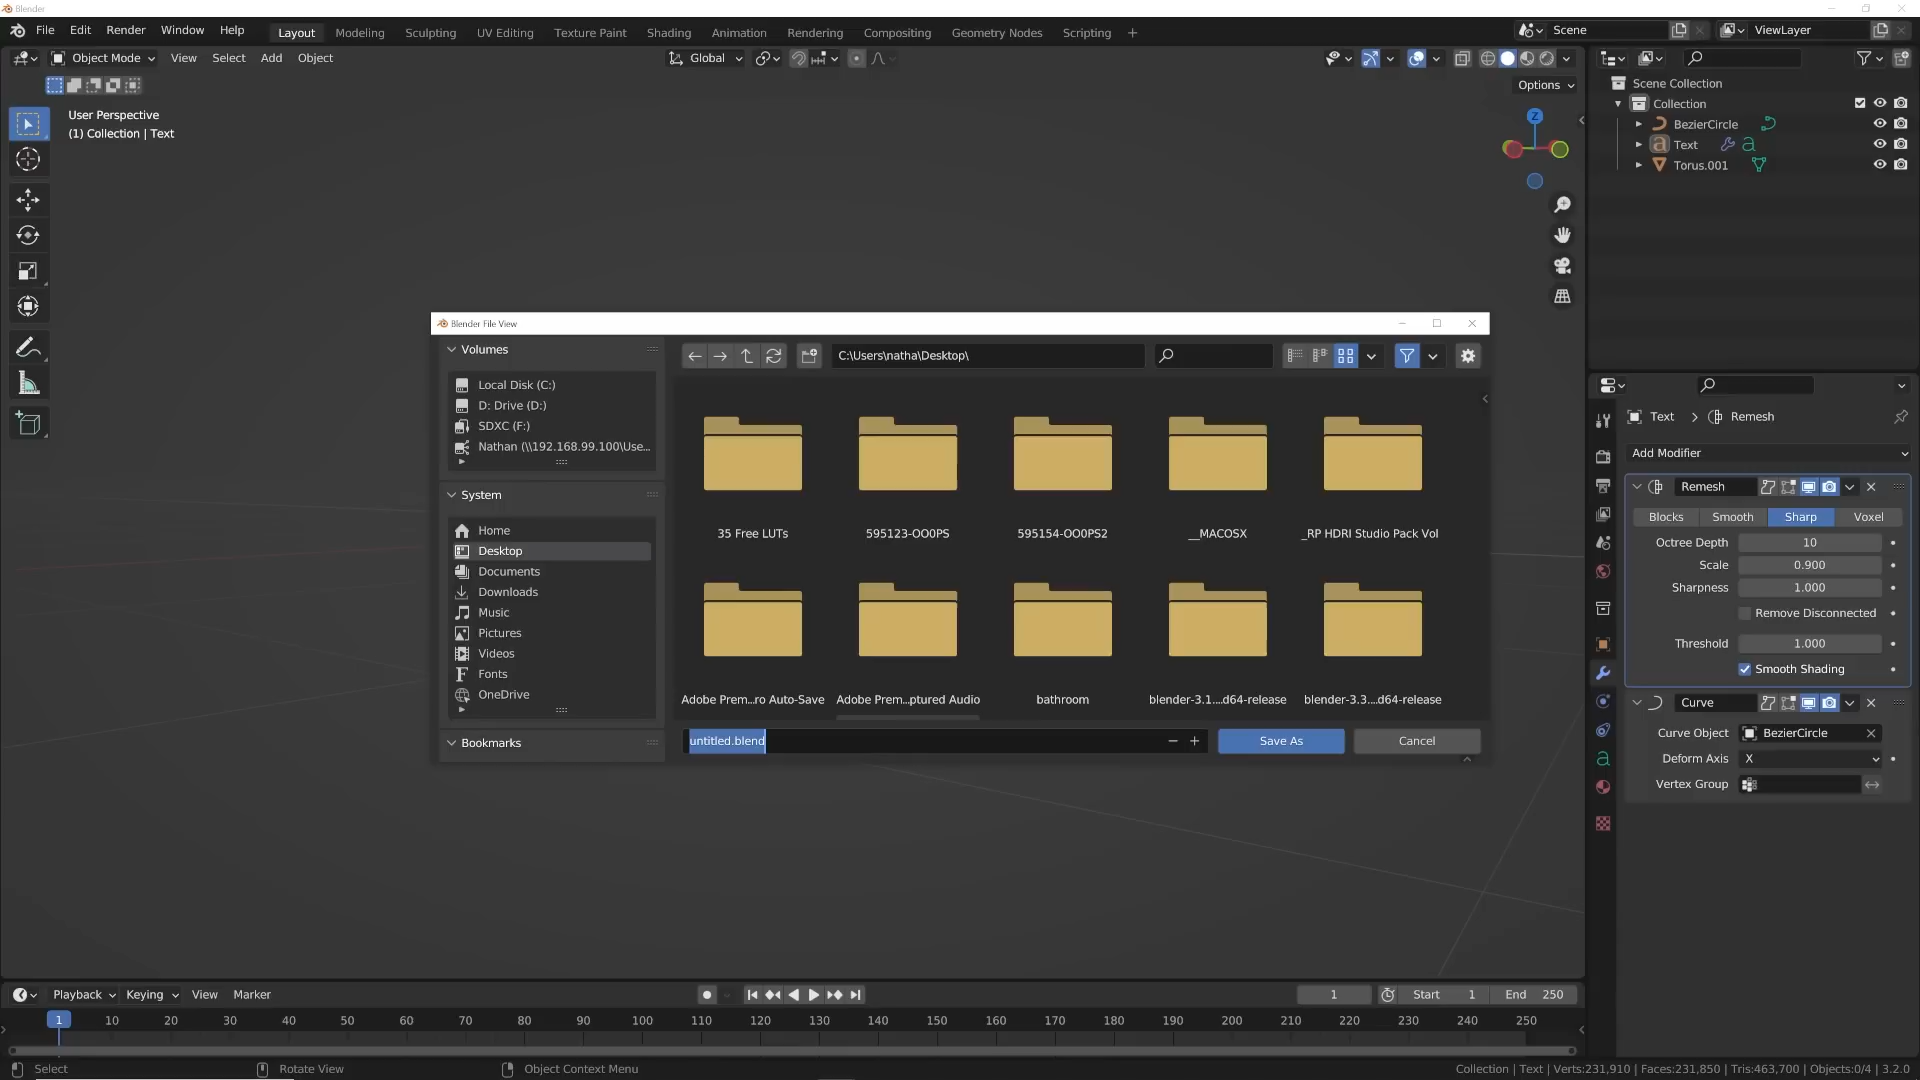 Blender
File Edit Render Window Help Layout Modeling Sculpting UV Editing Texture Paint Shading Animation Rendering Compositing Geometry Nodes Scripting + Scene ViewLayer
Object Mode View Select Add Object Global
Options
User Perspective
(1) Collection | Text
Z
Scene Collection
Collection
BezierCircle
Text
Torus.001
Blender File View
Volumes
Local Disk (C:)
D: Drive (D:)
SDXC (F:)
Nathan (\\192.168.99.100\Use...
System
Home
Desktop
Documents
Downloads
Music
Pictures
Videos
Fonts
OneDrive
Bookmarks
C:\Users\natha\Desktop\
35 Free LUTs 595123-OO0PS 595154-OO0PS2 __MACOSX _RP HDRI Studio Pack Vol
Adobe Prem...ro Auto-Save Adobe Prem...ptured Audio bathroom blender-3.1....d64-release blender-3.3....d64-release
untitled.blend Save As Cancel
Text > Remesh
Add Modifier
Remesh
Blocks Smooth Sharp Voxel
Octree Depth 10
Scale 0.900
Sharpness 1.000
Remove Disconnected
Threshold 1.000
Smooth Shading
Curve
Curve Object BezierCircle
Deform Axis X
Vertex Group
Playback Keying View Marker 1 Start 1 End 250
1 10 20 30 40 50 60 70 80 90 100 110 120 130 140 150 160 170 180 190 200 210 220 230 240 250
Select Rotate View Object Context Menu Collection | Text | Verts:231,910 | Faces:231,850 | Tris:463,700 | Objects:0/4 | 3.2.0